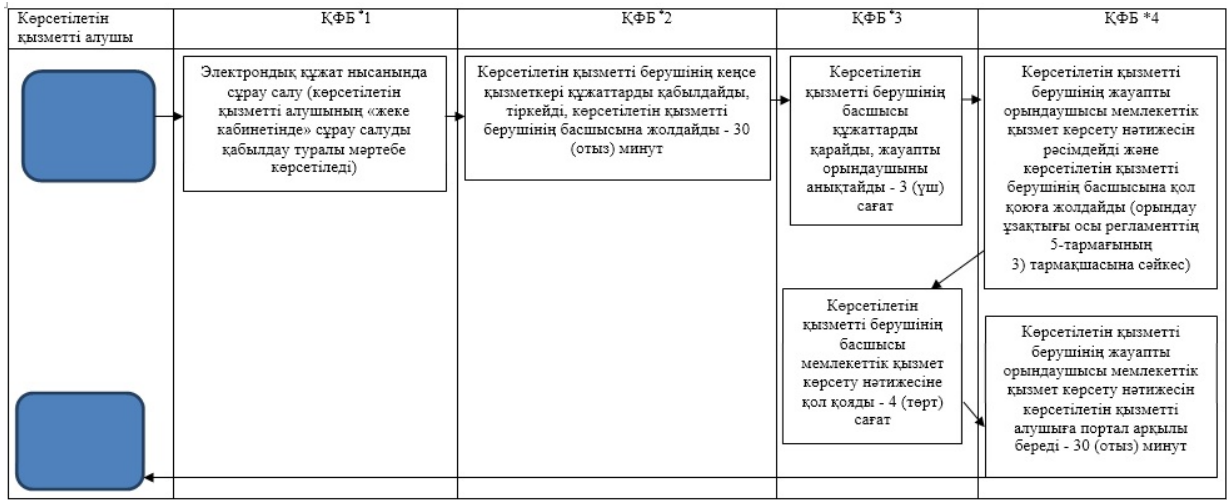 Көрсетілетін
қызметті алушы
ҚФБ *1
ҚФБ *2
ҚФБ *3
ҚФБ *4
Электрондық құжат нысанында
сұрау салу (көрсетілетін
қызметті алушының «жеке
кабинетінде» сұрау салуды
қабылдау туралы мәртебе
көрсетіледі)
Көрсетілетін қызметті берушінің кеңсе
қызметкері құжаттарды қабылдайды,
тіркейді, көрсетілетін қызметті
берушінің басшысына жолдайды - 30
(отыз) минут
Көрсетілетін
қызметті берушінің
басшысы
құжаттарды
қарайды, жауапты
орындаушыны
анықтайды - 3 (үш)
сағат
Көрсетілетін қызметті
берушінің жауапты
орындаушысы мемлекеттік
қызмет көрсету нәтижесін
рәсімдейді және
көрсетілетін қызметті
берушінің басшысына қол
қоюға жолдайды (орындау
ұзақтығы осы регламенттің
5-тармағының
3) тармақшасына сәйкес)
Көрсетілетін
қызметті берушінің
басшысы
мемлекеттік қызмет
көрсету нәтижесіне
қол қояды - 4 (төрт)
сағат
Көрсетілетін қызметті
берушінің жауапты
орындаушысы мемлекеттік
қызмет көрсету нәтижесін
көрсетілетін қызметті
алушыға портал арқылы
береді - 30 (отыз) минут